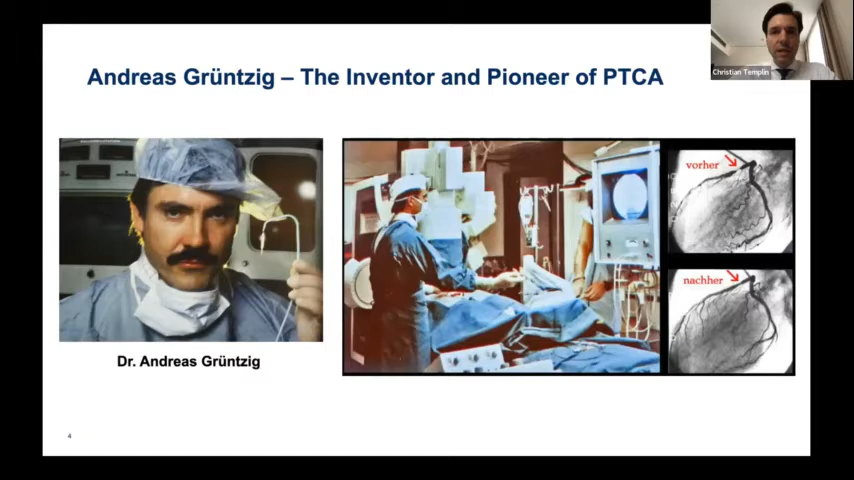 Andreas Grüntzig – The Inventor and Pioneer of PTCA
Christian Templin
vorher
nachher
Dr. Andreas Grüntzig
4